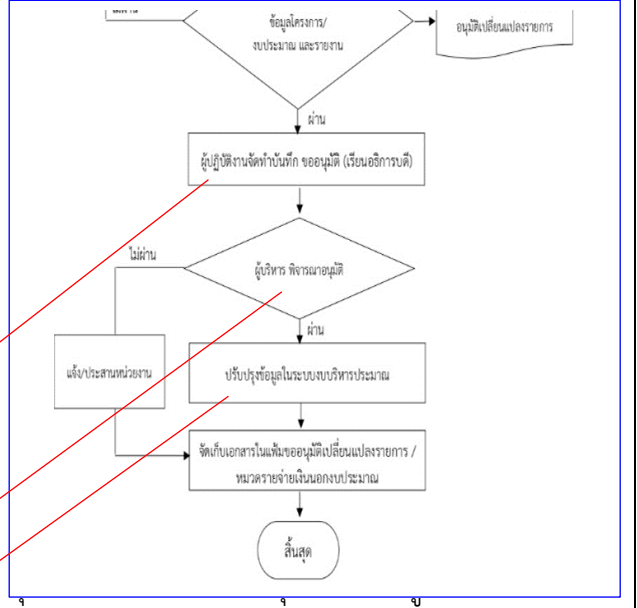 ข้อมูลโครงการ/
งบประมาณ และรายงาน
อนุมัติเปลี่ยนแปลงรายการ
ผ่าน
ผู้ปฏิบัติงานจัดทำบันทึก ขออนุมัติ (เรียนอธิการบดี)
ไม่ผ่าน
ผู้บริหาร พิจารณาอนุมัติ
ผ่าน
แจ้ง/ประสานหน่วยงาน
ปรับปรุงข้อมูลในระบบงบบริหารประมาณ
จัดเก็บเอกสารในแฟ้มขออนุมัติเปลี่ยนแปลงรายการ /
หมวดรายจ่ายเงินนอกงบประมาณ
สิ้นสุด